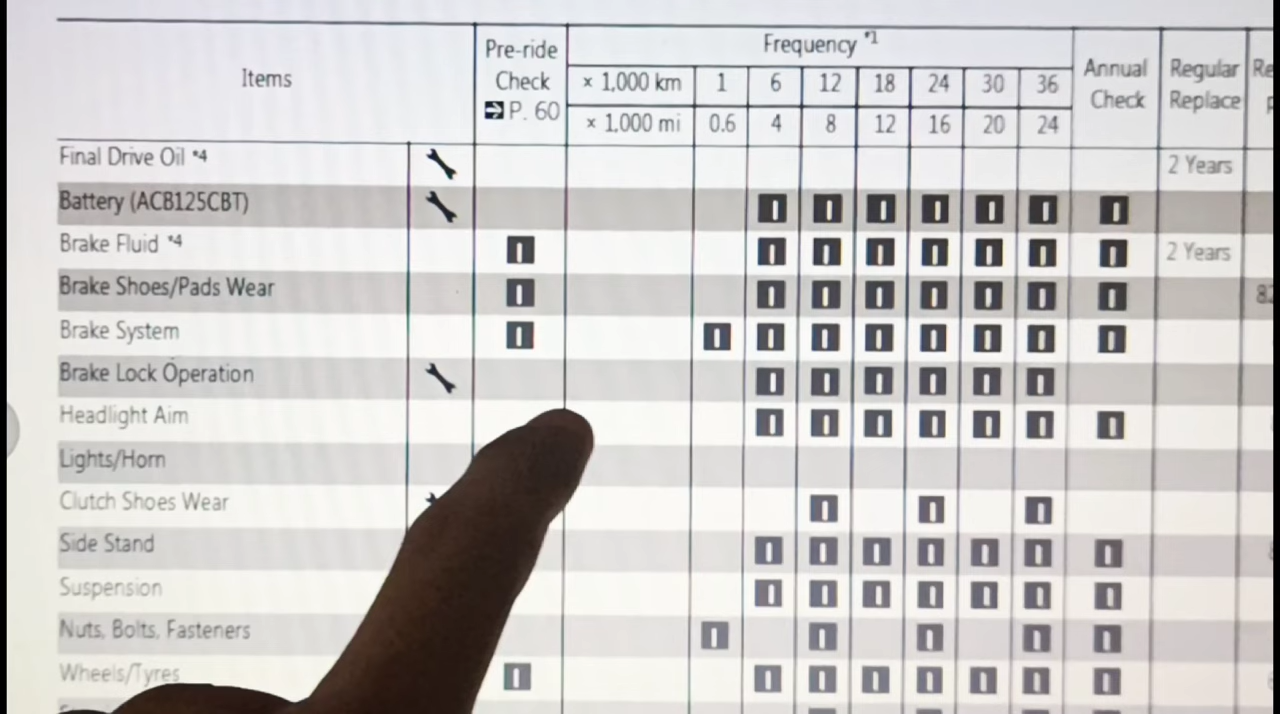 Items
Pre-ride
Check
P. 60
Frequency *1
× 1,000 km 1 6 12 18 24 30 36
× 1,000 mi 0.6 4 8 12 16 20 24
Annual
Check
Regular
Replace
Re
Final Drive Oil *4 2 Years
Battery (ACB125CBT) I I I I I I I
Brake Fluid *4 I I I I I I I I 2 Years
Brake Shoes/Pads Wear I I I I I I I I 82
Brake System I I I I I I I I I
Brake Lock Operation I I I I I I
Headlight Aim I I I I I I I
Lights/Horn
Clutch Shoes Wear I I I
Side Stand I I I I I I I
Suspension I I I I I I I
Nuts, Bolts, Fasteners I I I I I
Wheels/Tyres I I I I I I I I